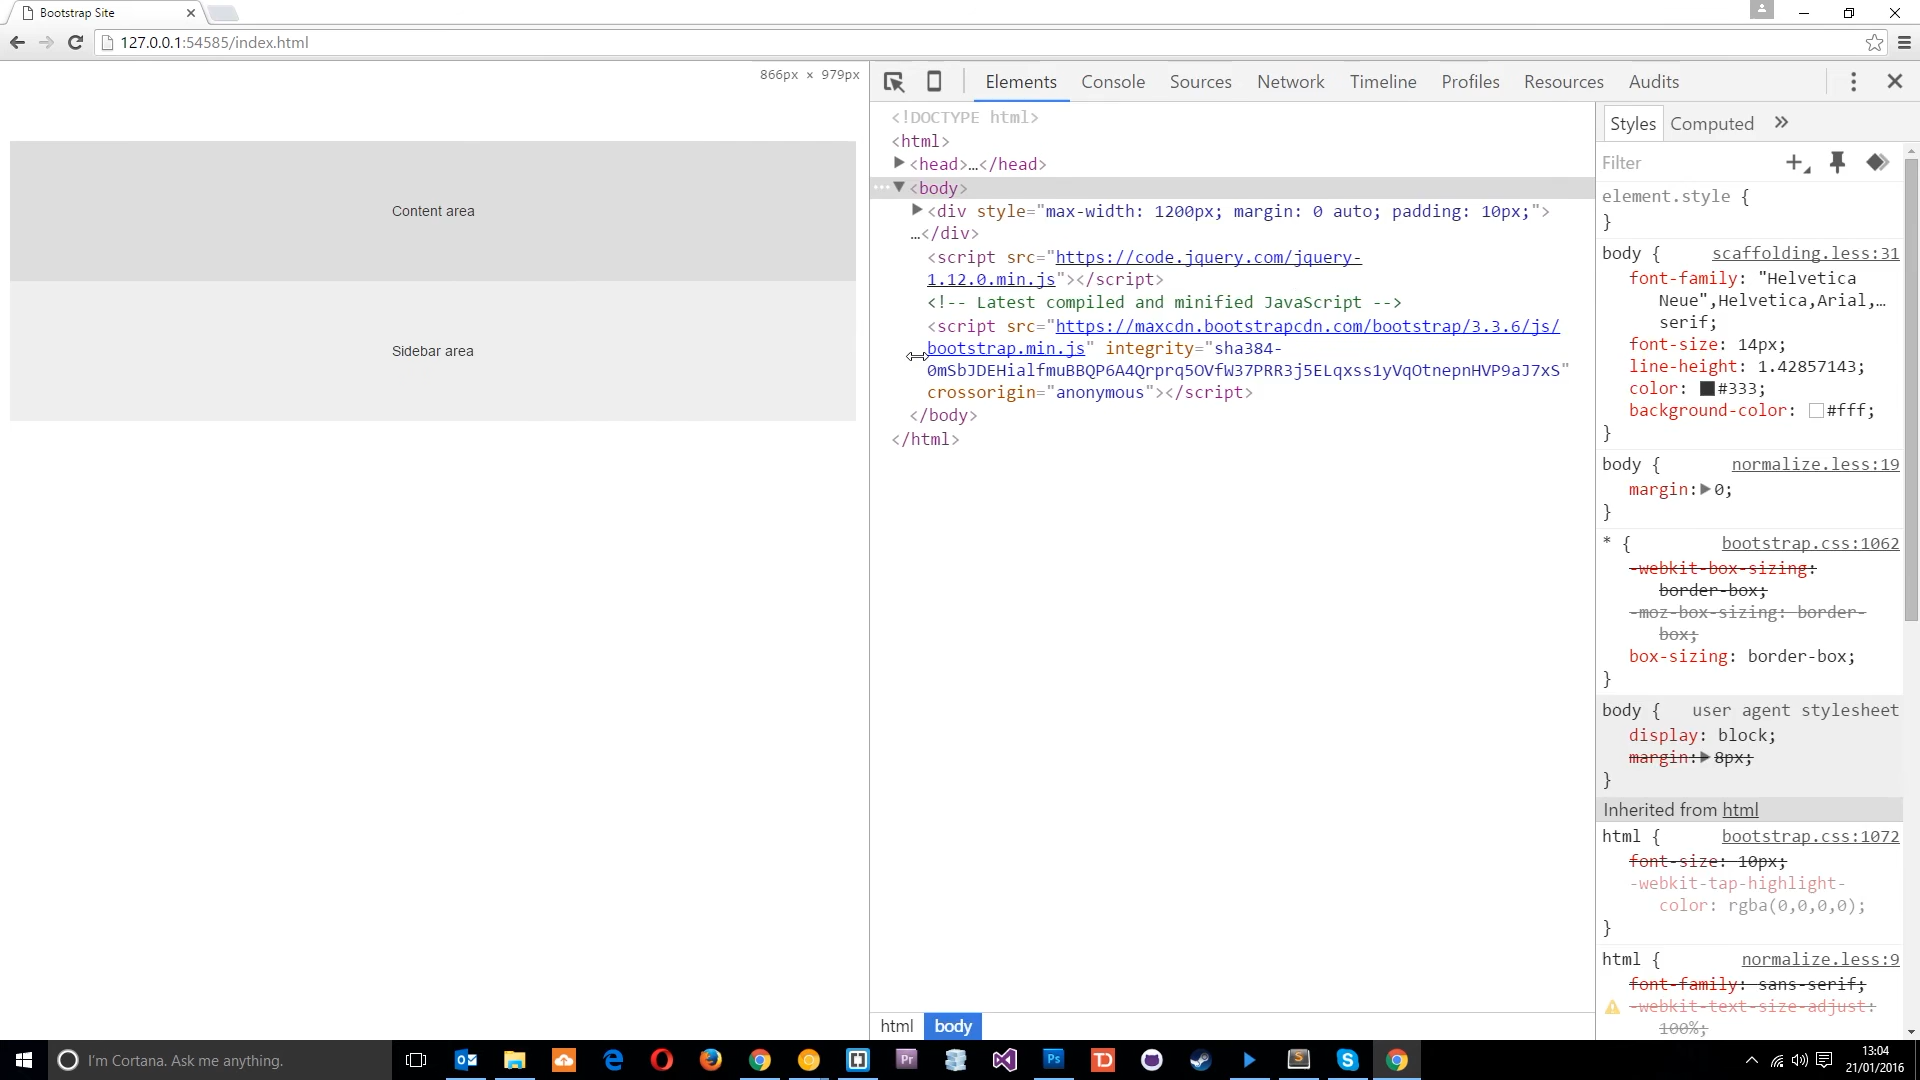 Bootstrap Site
127.0.0.1:54585/index.html
866px × 979px
Content area
Sidebar area
Elements Console Sources Network Timeline Profiles Resources Audits
<!DOCTYPE html>
<html>
<head>…</head>
<body>
<div style="max-width: 1200px; margin: 0 auto; padding: 10px;">
…</div>
<script src="https://code.jquery.com/jquery-
1.12.0.min.js"></script>
<!-- Latest compiled and minified JavaScript -->
<script src="https://maxcdn.bootstrapcdn.com/bootstrap/3.3.6/js/
bootstrap.min.js" integrity="sha384-
0mSbJDEHialfmuBBQP6A4Qrprq5OVfW37PRR3j5ELqxss1yVqOtnepnHVP9aJ7xS"
crossorigin="anonymous"></script>
</body>
</html>
html body
Styles Computed
Filter
element.style {
}
body { scaffolding.less:31
font-family: "Helvetica
Neue",Helvetica,Arial,…
serif;
font-size: 14px;
line-height: 1.42857143;
color: #333;
background-color: #fff;
}
body { normalize.less:19
margin: 0;
}
* { bootstrap.css:1062
-webkit-box-sizing:
border-box;
-moz-box-sizing: border-
box;
box-sizing: border-box;
}
body { user agent stylesheet
display: block;
margin: 8px;
}
Inherited from html
html { bootstrap.css:1072
font-size: 10px;
-webkit-tap-highlight-
color: rgba(0,0,0,0);
}
html { normalize.less:9
font-family: sans-serif;
-webkit-text-size-adjust:
100%;
I'm Cortana. Ask me anything.
Pr
Ps
TD
S
13:04
21/01/2016